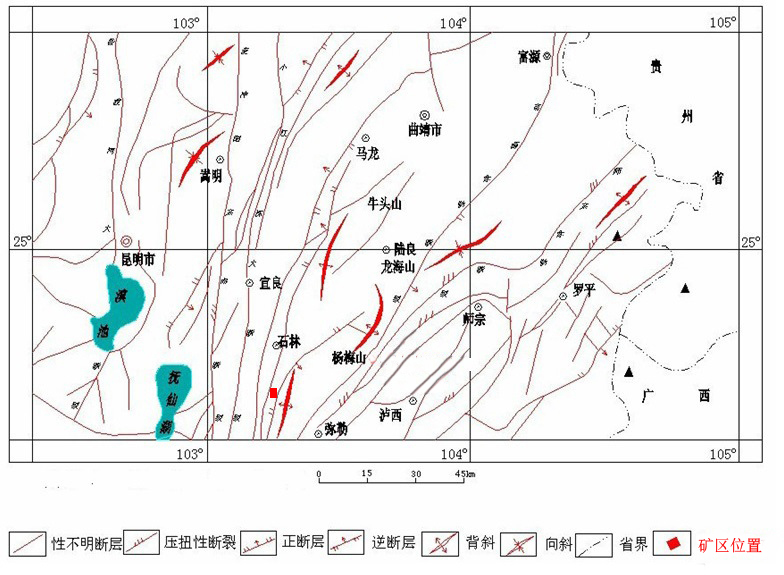 103° 104° 105°
富源
贵
州
省
曲靖市
马龙
嵩明
牛头山
25° 25°
昆明市
陆良
龙海山
宜良
滇
池
罗平
师宗
石林
杨梅山
抚
仙
湖
泸西
广 西
弥勒
103° 104° 105°
0 15 30 45km
性不明断层 压扭性断裂 正断层 逆断层 背斜 向斜 省界 矿区位置